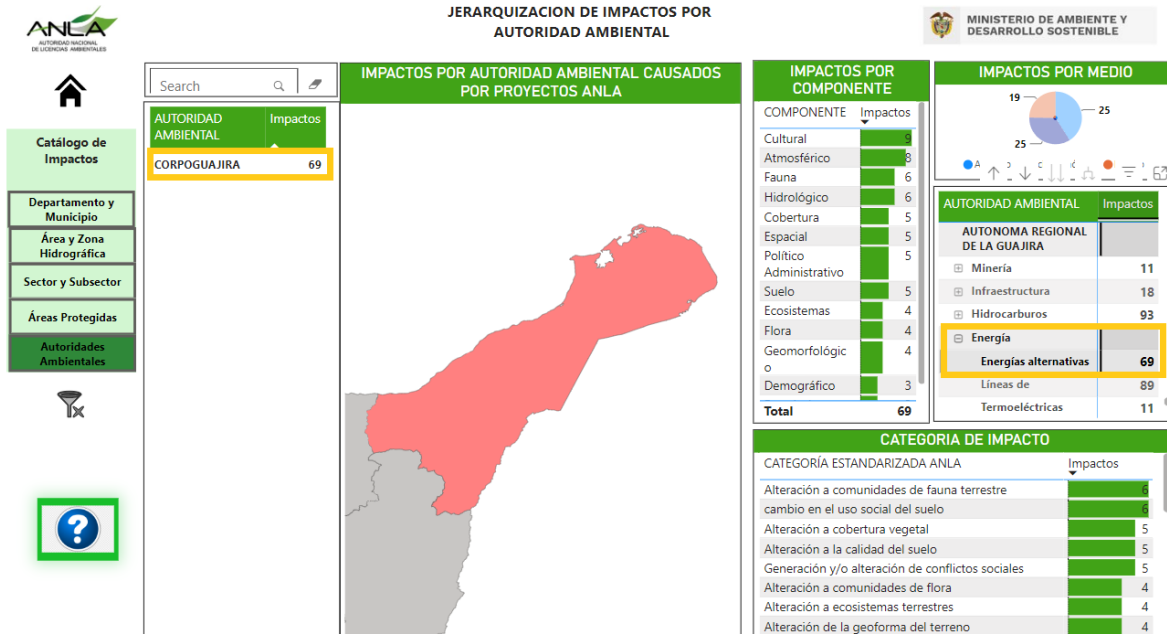 ANLA
AUTORIDAD NACIONAL
DE LICENCIAS AMBIENTALES
JERARQUIZACION DE IMPACTOS POR
AUTORIDAD AMBIENTAL
MINISTERIO DE AMBIENTE Y
DESARROLLO SOSTENIBLE
Catálogo de
Impactos
Departamento y
Municipio
Área y Zona
Hidrográfica
Sector y Subsector
Áreas Protegidas
Autoridades
Ambientales
?
Search
AUTORIDAD
AMBIENTAL
Impactos
CORPOGUAJIRA 69
IMPACTOS POR AUTORIDAD AMBIENTAL CAUSADOS
POR PROYECTOS ANLA
IMPACTOS POR
COMPONENTE
COMPONENTE Impactos
Cultural 9
Atmosférico 8
Fauna 6
Hidrológico 6
Cobertura 5
Espacial 5
Político 5
Administrativo
Suelo 5
Ecosistemas 4
Flora 4
Geomorfológic 4
o
Demográfico 3
Total 69
IMPACTOS POR MEDIO
19
25
25
AUTORIDAD AMBIENTAL Impactos
AUTONOMA REGIONAL
DE LA GUAJIRA
Minería 11
Infraestructura 18
Hidrocarburos 93
Energía
Energías alternativas 69
Líneas de 89
Termoeléctricas 11
CATEGORIA DE IMPACTO
CATEGORÍA ESTANDARIZADA ANLA Impactos
Alteración a comunidades de fauna terrestre 6
cambio en el uso social del suelo 6
Alteración a cobertura vegetal 5
Alteración a la calidad del suelo 5
Generación y/o alteración de conflictos sociales 5
Alteración a comunidades de flora 4
Alteración a ecosistemas terrestres 4
Alteración de la geoforma del terreno 4